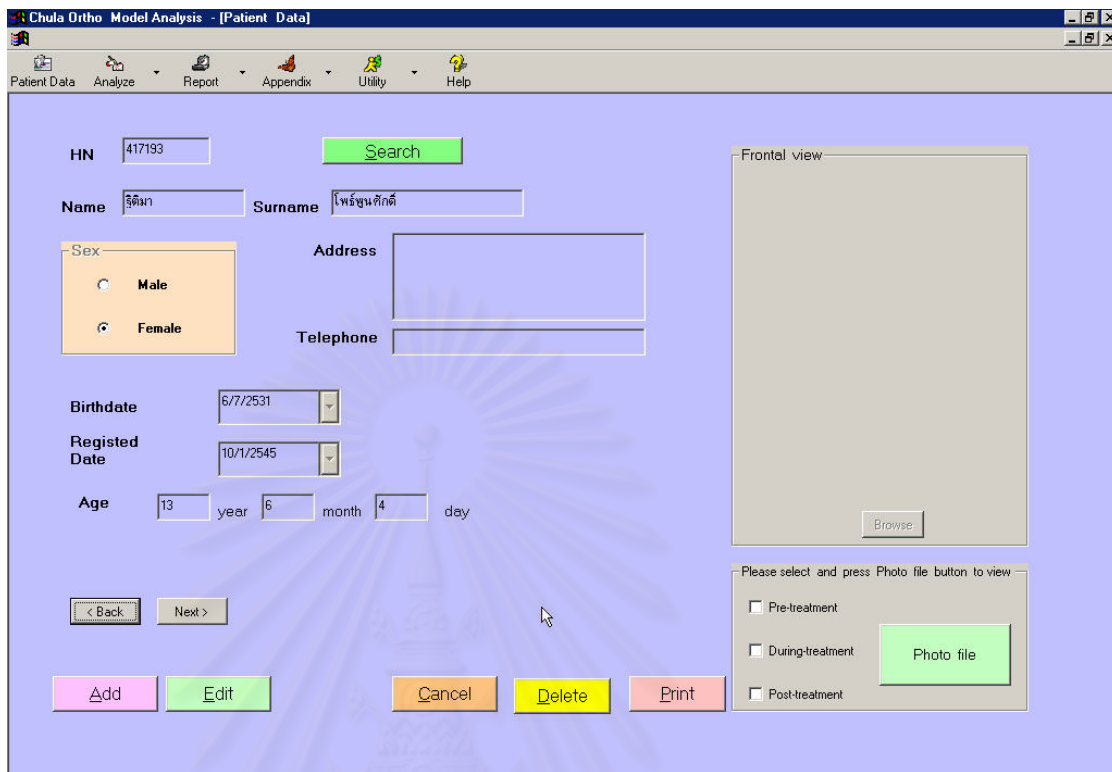 Chula Ortho Model Analysis - [Patient Data]
Patient Data Analyze Report Appendix Utility Help
HN 417193 Search
Name ฐิติมา Surname โพธ์พูนศักดิ์
Sex
Male
Female
Address
Telephone
Birthdate 6/7/2531
Registed
Date 10/1/2545
Age 13 year 6 month 4 day
< Back Next >
Add Edit Cancel Delete Print
Frontal view
Browse
Please select and press Photo file button to view
Pre-treatment
During-treatment
Photo file
Post-treatment